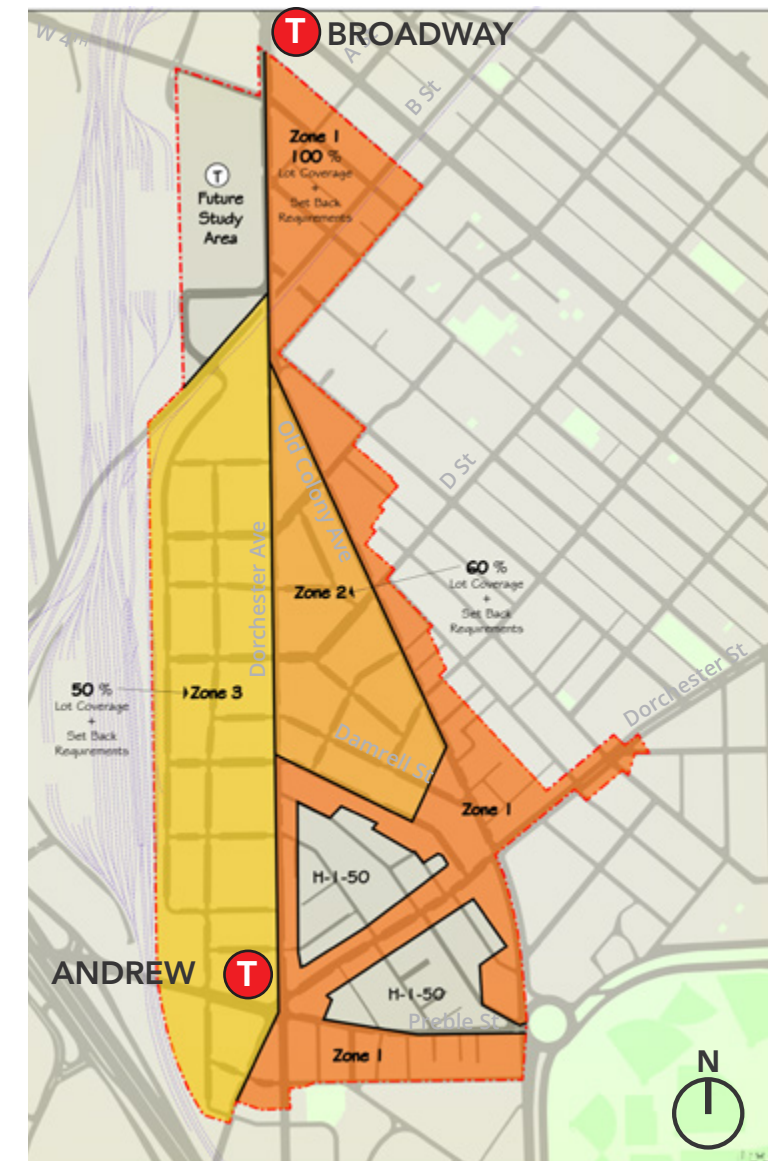 T BROADWAY
W 4th
A
B St
Zone 1
100 %
Lot Coverage
+
Set Back
Requirements
T
Future
Study
Area
Old Colony Ave
D St
Dorchester Ave
60 %
Lot Coverage
+
Set Back
Requirements
Zone 2
50 %
Lot Coverage
+
Set Back
Requirements
Zone 3
Dorchester St
Damrell St
Zone 1
H-1-50
ANDREW T
H-1-50
Preble St
Zone 1
N